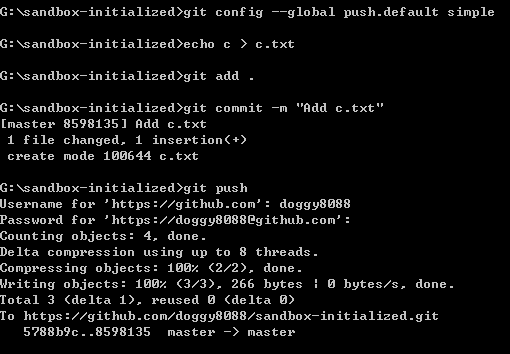 G:\sandbox-initialized>git config --global push.default simple
G:\sandbox-initialized>echo c > c.txt
G:\sandbox-initialized>git add .
G:\sandbox-initialized>git commit -m "Add c.txt"
[master 8598135] Add c.txt
 1 file changed, 1 insertion(+)
 create mode 100644 c.txt
G:\sandbox-initialized>git push
Username for 'https://github.com': doggy8088
Password for 'https://doggy8088@github.com':
Counting objects: 4, done.
Delta compression using up to 8 threads.
Compressing objects: 100% (2/2), done.
Writing objects: 100% (3/3), 266 bytes | 0 bytes/s, done.
Total 3 (delta 1), reused 0 (delta 0)
To https://github.com/doggy8088/sandbox-initialized.git
   5788b9c..8598135  master -> master